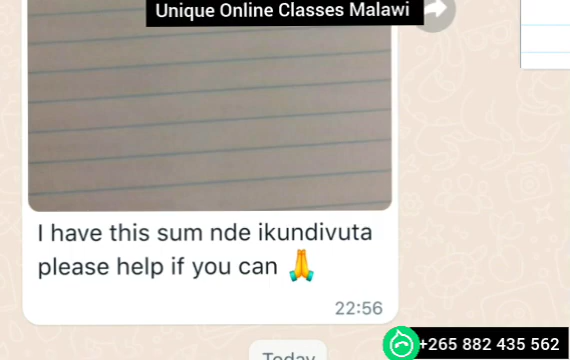 Unique Online Classes Malawi
I have this sum nde ikundivuta
please help if you can 🙏
22:56
Today
+265 882 435 562